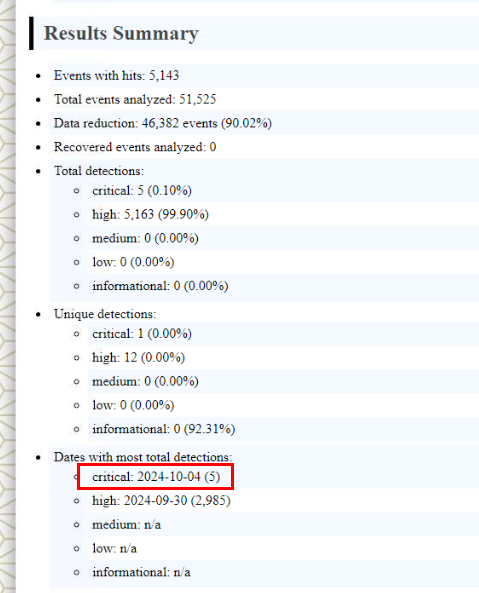 Results Summary
Events with hits: 5,143
Total events analyzed: 51,525
Data reduction: 46,382 events (90.02%)
Recovered events analyzed: 0
Total detections:
critical: 5 (0.10%)
high: 5,163 (99.90%)
medium: 0 (0.00%)
low: 0 (0.00%)
informational: 0 (0.00%)
Unique detections:
critical: 1 (0.00%)
high: 12 (0.00%)
medium: 0 (0.00%)
low: 0 (0.00%)
informational: 0 (92.31%)
Dates with most total detections:
critical: 2024-10-04 (5)
high: 2024-09-30 (2,985)
medium: n/a
low: n/a
informational: n/a